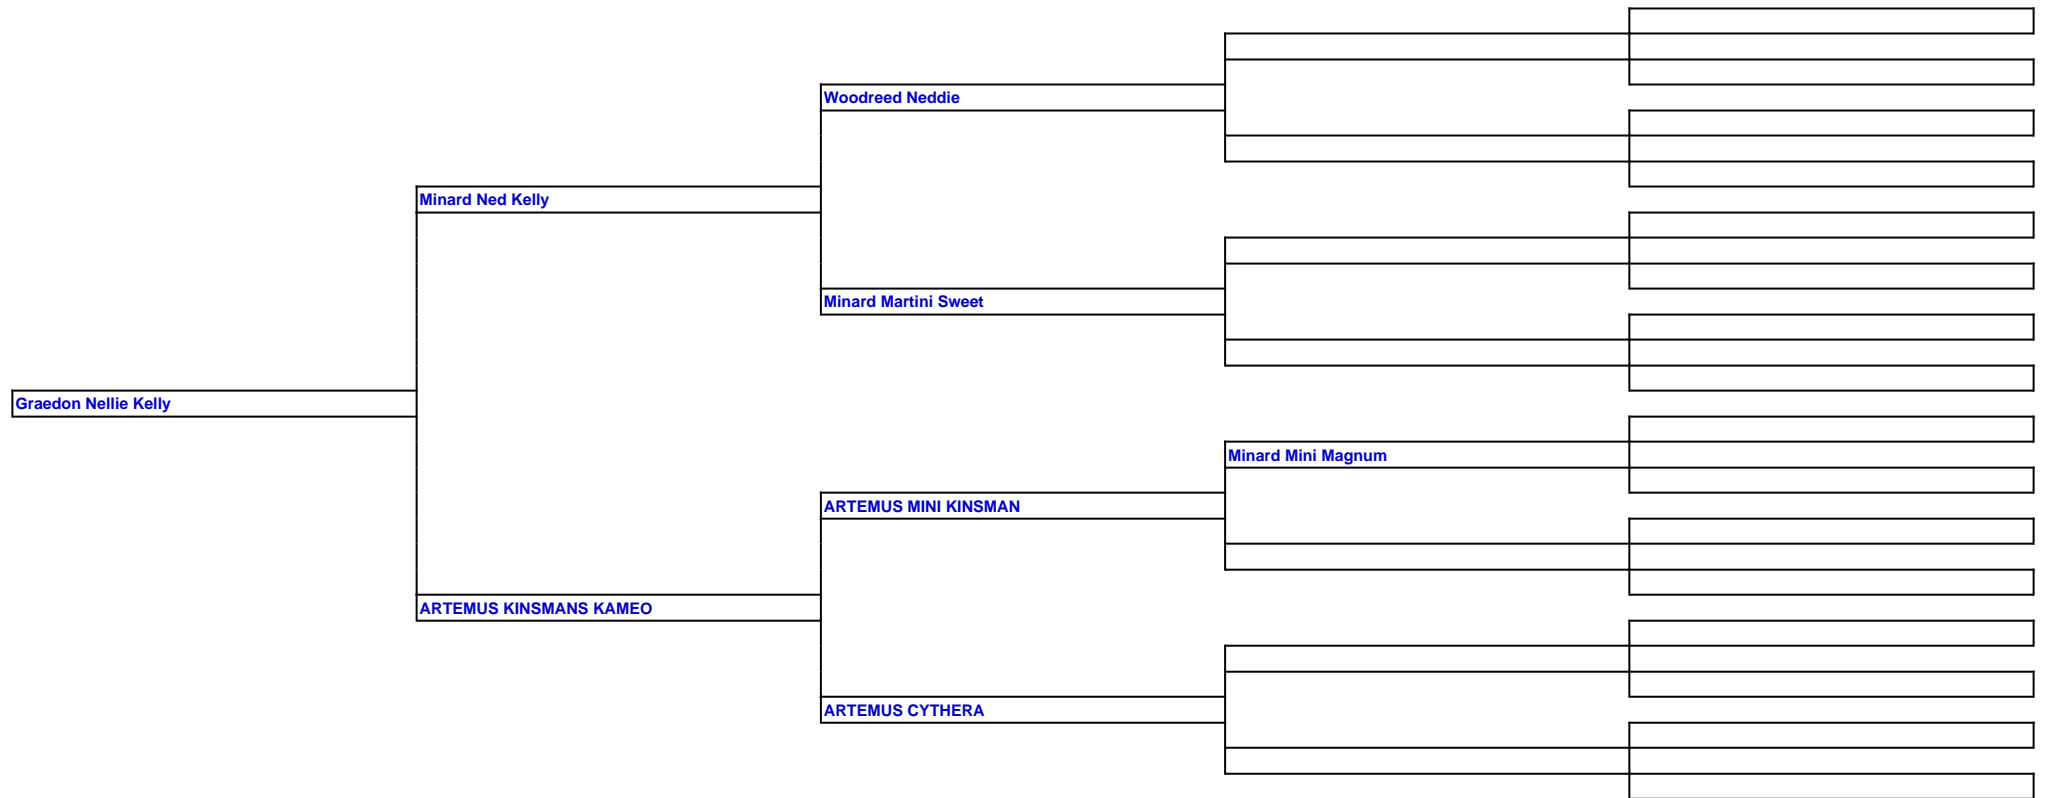 Woodreed Neddie
Minard Ned Kelly
Minard Martini Sweet
Graedon Nellie Kelly
Minard Mini Magnum
ARTEMUS MINI KINSMAN
ARTEMUS KINSMANS KAMEO
ARTEMUS CYTHERA